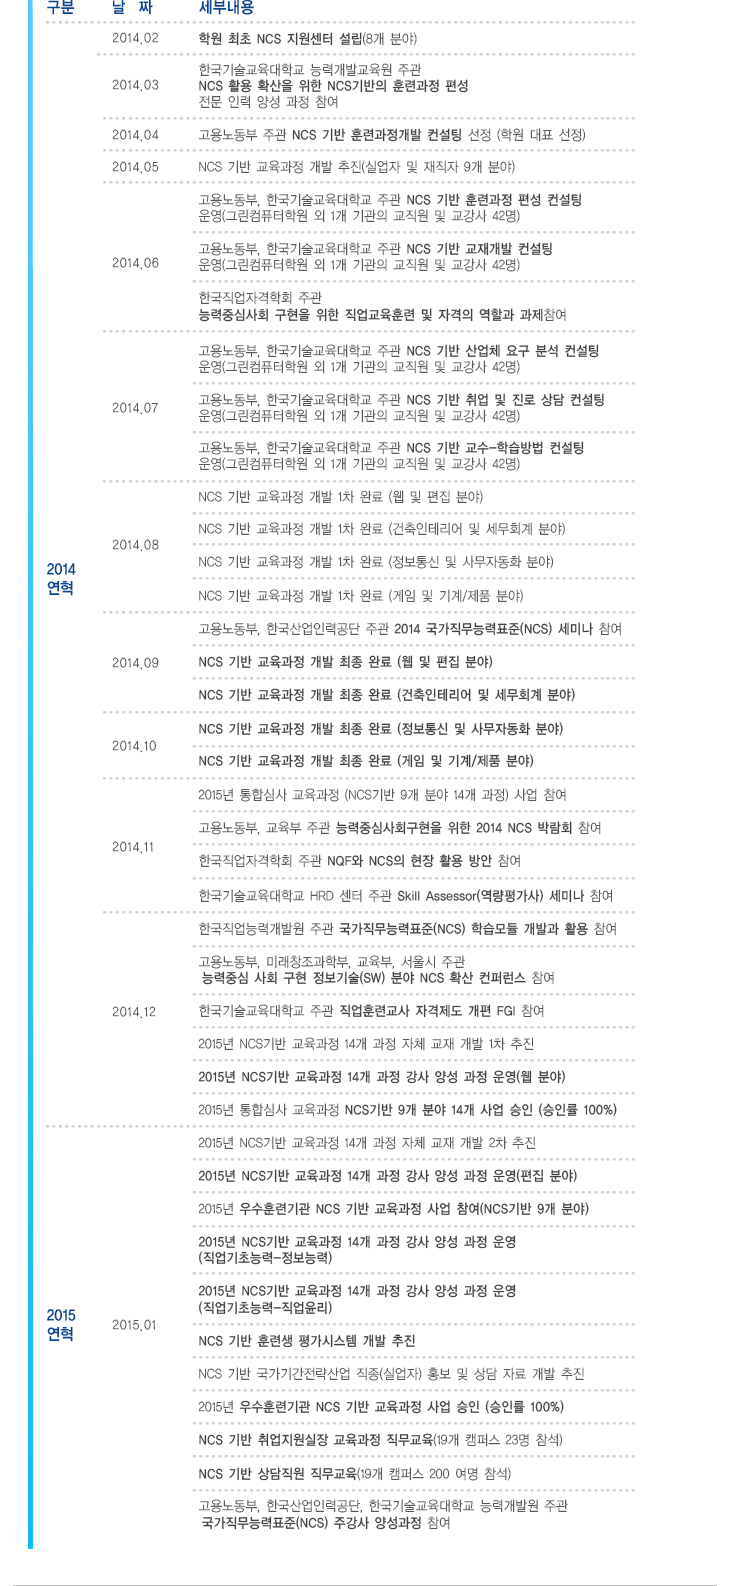 구분 날 짜 세부내용
2014.02 학원 최초 NCS 지원센터 설립(8개 분야)
2014.03
한국기술교육대학교 능력개발교육원 주관
NCS 활용 확산을 위한 NCS기반의 훈련과정 편성
전문 인력 양성 과정 참여
2014.04 고용노동부 주관 NCS 기반 훈련과정개발 컨설팅 선정 (학원 대표 선정)
2014.05 NCS 기반 교육과정 개발 추진(실업자 및 재직자 9개 분야)
2014.06
고용노동부, 한국기술교육대학교 주관 NCS 기반 훈련과정 편성 컨설팅
운영(그린컴퓨터학원 외 1개 기관의 교직원 및 교강사 42명)
고용노동부, 한국기술교육대학교 주관 NCS 기반 교재개발 컨설팅
운영(그린컴퓨터학원 외 1개 기관의 교직원 및 교강사 42명)
한국직업자격학회 주관
능력중심사회 구현을 위한 직업교육훈련 및 자격의 역할과 과제참여
2014.07
고용노동부, 한국기술교육대학교 주관 NCS 기반 산업체 요구 분석 컨설팅
운영(그린컴퓨터학원 외 1개 기관의 교직원 및 교강사 42명)
고용노동부, 한국기술교육대학교 주관 NCS 기반 취업 및 진로 상담 컨설팅
운영(그린컴퓨터학원 외 1개 기관의 교직원 및 교강사 42명)
고용노동부, 한국기술교육대학교 주관 NCS 기반 교수-학습방법 컨설팅
운영(그린컴퓨터학원 외 1개 기관의 교직원 및 교강사 42명)
2014.08
NCS 기반 교육과정 개발 1차 완료 (웹 및 편집 분야)
NCS 기반 교육과정 개발 1차 완료 (건축인테리어 및 세무회계 분야)
NCS 기반 교육과정 개발 1차 완료 (정보통신 및 사무자동화 분야)
NCS 기반 교육과정 개발 1차 완료 (게임 및 기계/제품 분야)
2014
연혁
2014.09
고용노동부, 한국산업인력공단 주관 2014 국가직무능력표준(NCS) 세미나 참여
NCS 기반 교육과정 개발 최종 완료 (웹 및 편집 분야)
NCS 기반 교육과정 개발 최종 완료 (건축인테리어 및 세무회계 분야)
2014.10
NCS 기반 교육과정 개발 최종 완료 (정보통신 및 사무자동화 분야)
NCS 기반 교육과정 개발 최종 완료 (게임 및 기계/제품 분야)
2014.11
2015년 통합심사 교육과정 (NCS기반 9개 분야 14개 과정) 사업 참여
고용노동부, 교육부 주관 능력중심사회구현을 위한 2014 NCS 박람회 참여
한국직업자격학회 주관 NQF와 NCS의 현장 활용 방안 참여
한국기술교육대학교 HRD 센터 주관 Skill Assessor(역량평가사) 세미나 참여
2014.12
한국직업능력개발원 주관 국가직무능력표준(NCS) 학습모듈 개발과 활용 참여
고용노동부, 미래창조과학부, 교육부, 서울시 주관
능력중심 사회 구현 정보기술(SW) 분야 NCS 확산 컨퍼런스 참여
한국기술교육대학교 주관 직업훈련교사 자격제도 개편 FGI 참여
2015년 NCS기반 교육과정 14개 과정 자체 교재 개발 1차 추진
2015년 NCS기반 교육과정 14개 과정 강사 양성 과정 운영(웹 분야)
2015년 통합심사 교육과정 NCS기반 9개 분야 14개 사업 승인 (승인률 100%)
2015
연혁
2015.01
2015년 NCS기반 교육과정 14개 과정 자체 교재 개발 2차 추진
2015년 NCS기반 교육과정 14개 과정 강사 양성 과정 운영(편집 분야)
2015년 우수훈련기관 NCS 기반 교육과정 사업 참여(NCS기반 9개 분야)
2015년 NCS기반 교육과정 14개 과정 강사 양성 과정 운영
(직업기초능력-정보능력)
2015년 NCS기반 교육과정 14개 과정 강사 양성 과정 운영
(직업기초능력-직업윤리)
NCS 기반 훈련생 평가시스템 개발 추진
NCS 기반 국가기간전략산업 직종(실업자) 홍보 및 상담 자료 개발 추진
2015년 우수훈련기관 NCS 기반 교육과정 사업 승인 (승인률 100%)
NCS 기반 취업지원실장 교육과정 직무교육(19개 캠퍼스 23명 참석)
NCS 기반 상담직원 직무교육(19개 캠퍼스 200 여명 참석)
고용노동부, 한국산업인력공단, 한국기술교육대학교 능력개발원 주관
국가직무능력표준(NCS) 주강사 양성과정 참여